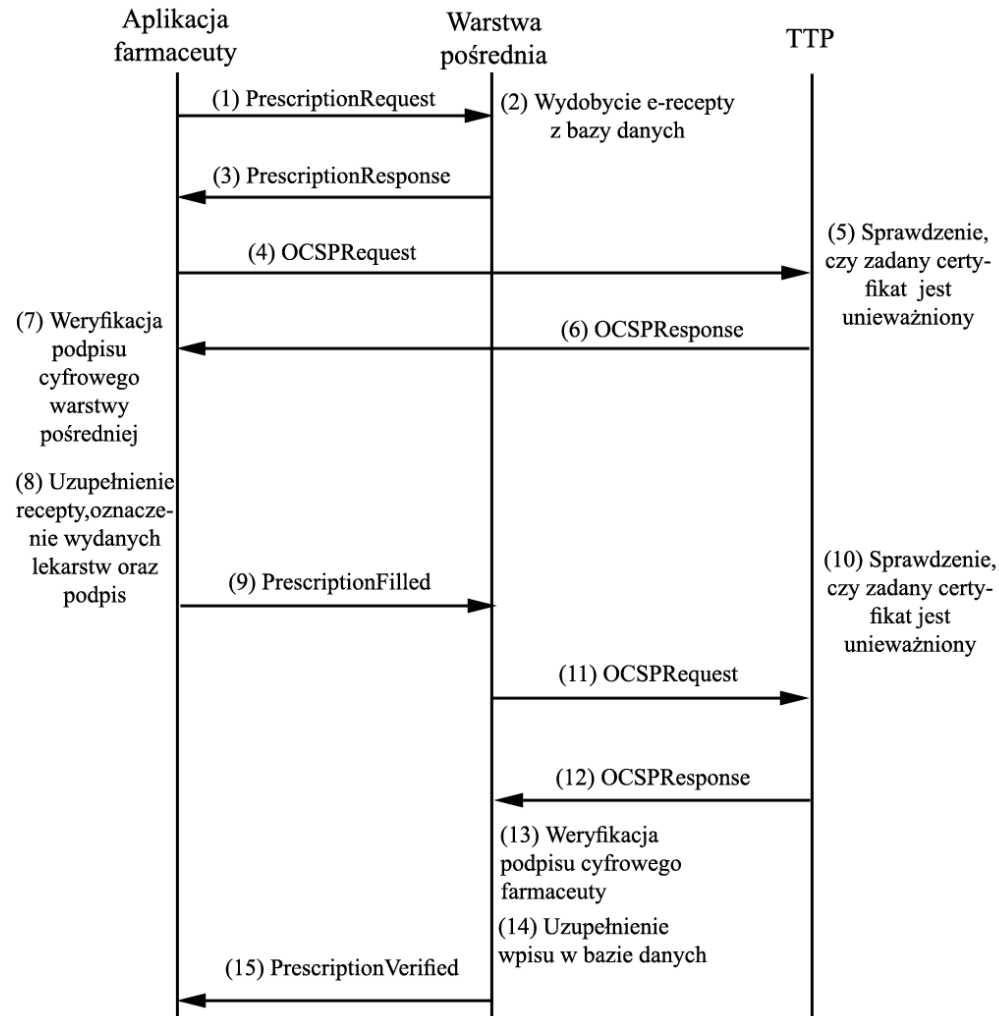 Aplikacja
farmaceuty
Warstwa
pośrednia
TTP
(1) PrescriptionRequest
(2) Wydobycie e-recepty
z bazy danych
(3) PrescriptionResponse
(4) OCSPRequest
(5) Sprawdzenie,
czy zadany certy-
fikat jest
unieważniony
(6) OCSPResponse
(7) Weryfikacja
podpisu
cyfrowego
warstwy
pośredniej
(8) Uzupełnienie
recepty,oznacze-
nie wydanych
lekarstw oraz
podpis
(9) PrescriptionFilled
(10) Sprawdzenie,
czy zadany certy-
fikat jest
unieważniony
(11) OCSPRequest
(12) OCSPResponse
(13) Weryfikacja
podpisu cyfrowego
farmaceuty
(14) Uzupełnienie
wpisu w bazie danych
(15) PrescriptionVerified